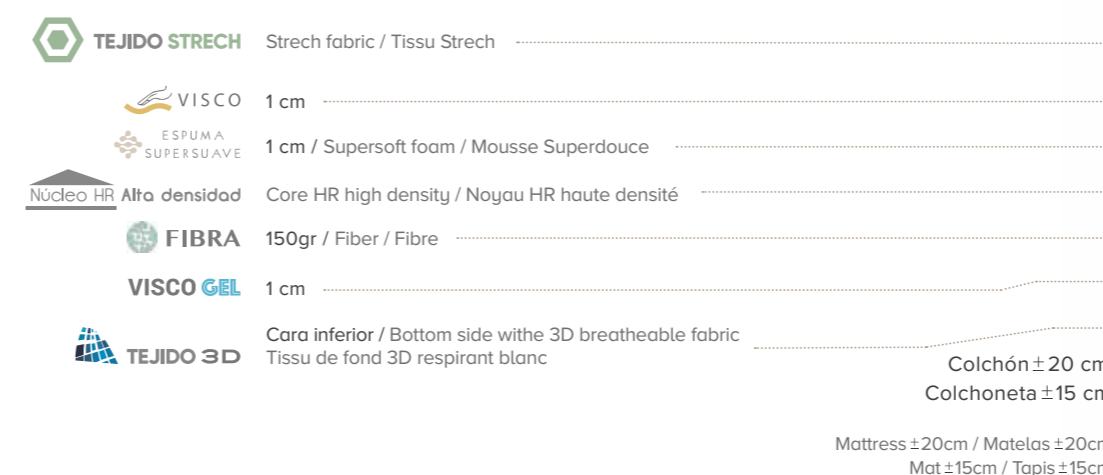 TEJIDO STRECH Strech fabric / Tissu Strech
VISCO 1 cm
ESPUMA
SUPERSUAVE 1 cm / Supersoft foam / Mousse Superdouce
Núcleo HR Alta densidad Core HR high density / Noyau HR haute densité
FIBRA 150gr / Fiber / Fibre
VISCO GEL 1 cm
TEJIDO 3D Cara inferior / Bottom side withe 3D breatheable fabric
Tissu de fond 3D respirant blanc
Colchón ±20 cm
Colchoneta ±15 cm
Mattress ±20cm / Matelas ±20cm
Mat ±15cm / Tapis ±15cm